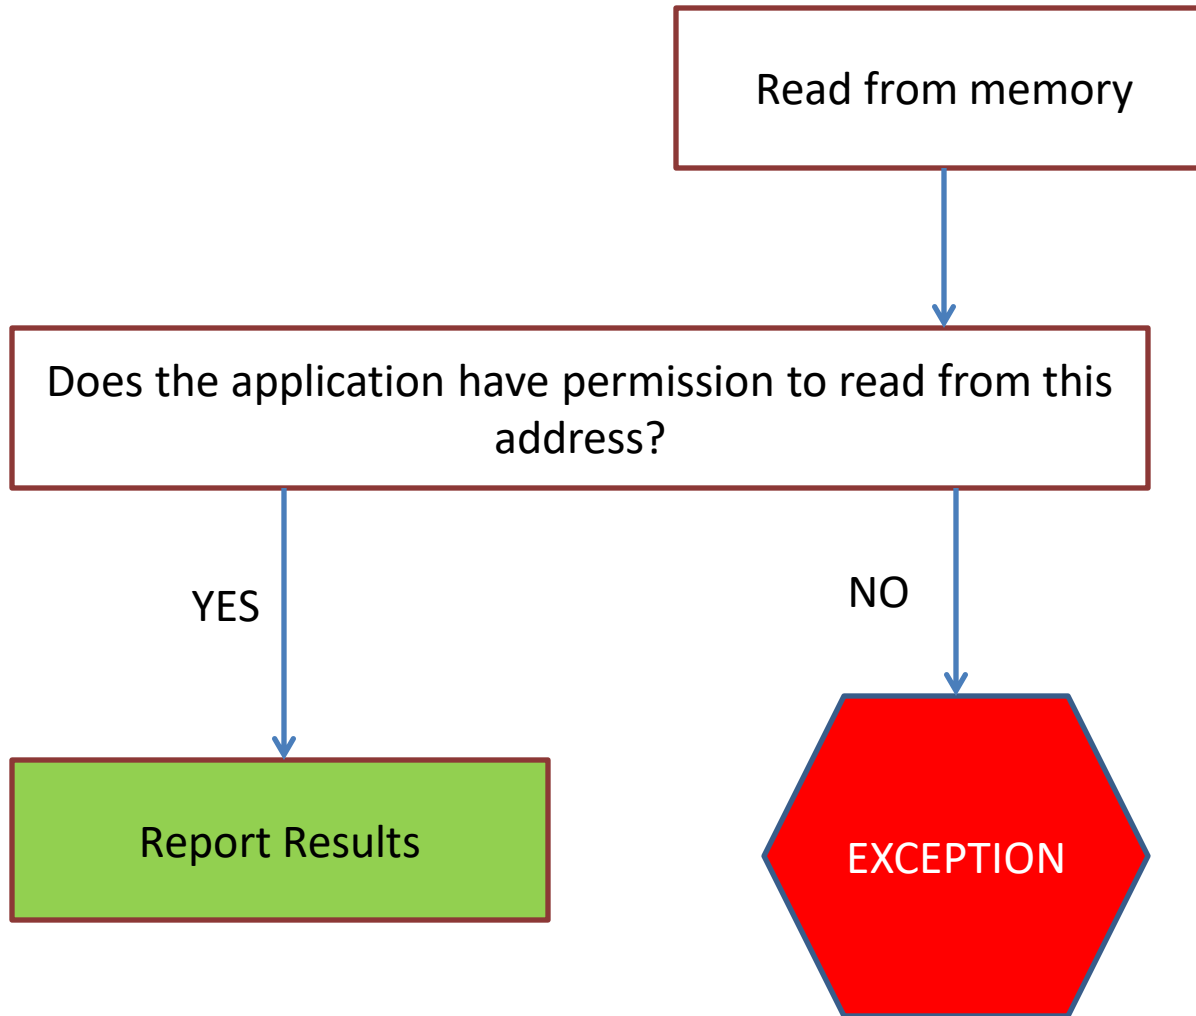 Read from memory
Does the application have permission to read from this
address?
YES
NO
Report Results
EXCEPTION